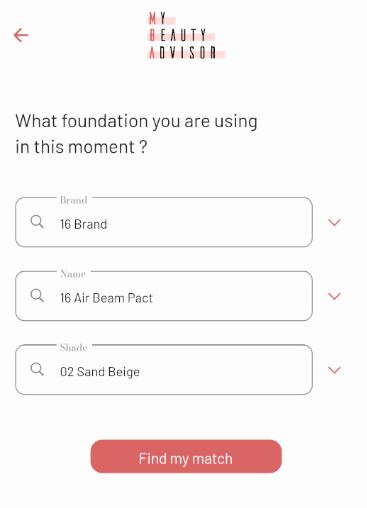 MY
BEAUTY
ADVISOR
What foundation you are using
in this moment ?
Brand
16 Brand
Name
16 Air Beam Pact
Shade
02 Sand Beige
Find my match